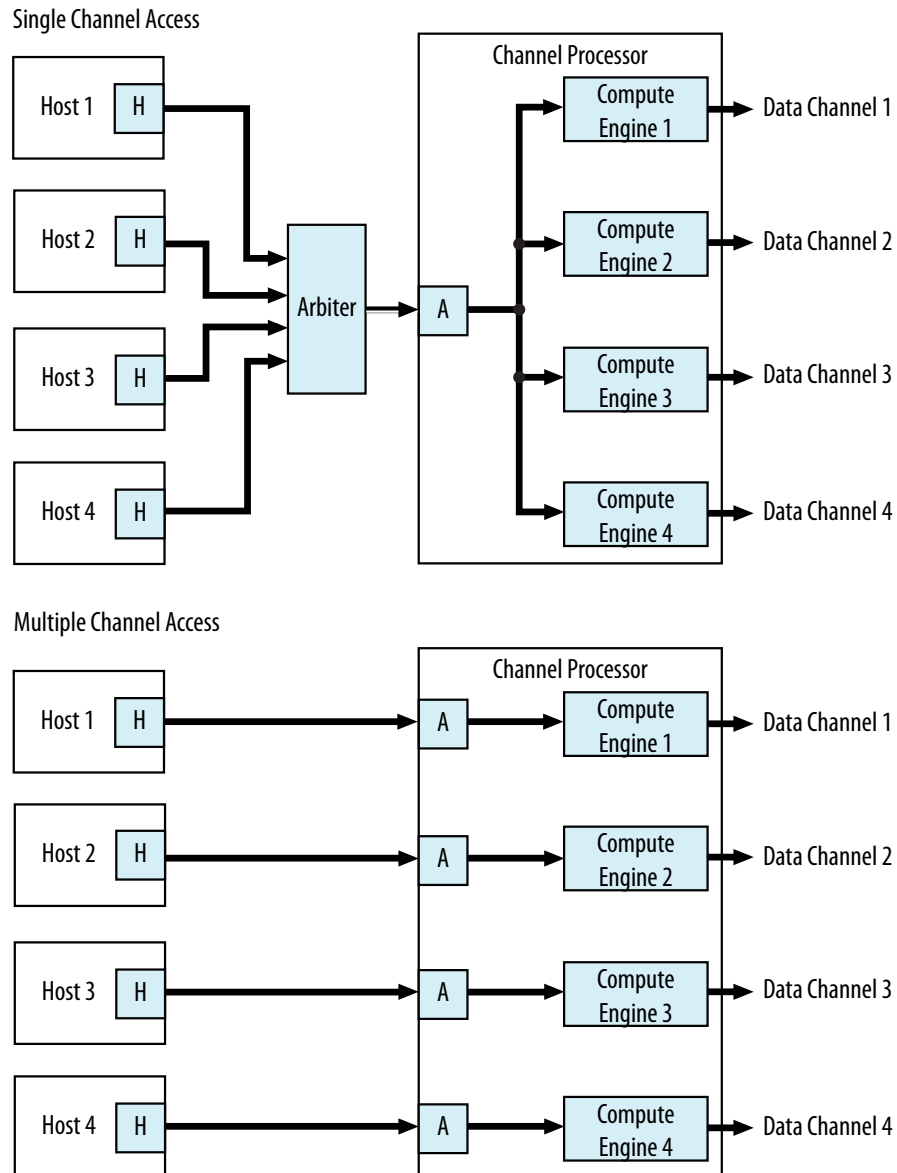 Single Channel Access
Channel Processor
Host 1
H
Compute
Engine 1
Data Channel 1
Host 2
H
Compute
Engine 2
Data Channel 2
Arbiter
A
Host 3
H
Compute
Engine 3
Data Channel 3
Host 4
H
Compute
Engine 4
Data Channel 4
Multiple Channel Access
Channel Processor
Host 1
H
A
Compute
Engine 1
Data Channel 1
Host 2
H
A
Compute
Engine 2
Data Channel 2
Host 3
H
A
Compute
Engine 3
Data Channel 3
Host 4
H
A
Compute
Engine 4
Data Channel 4